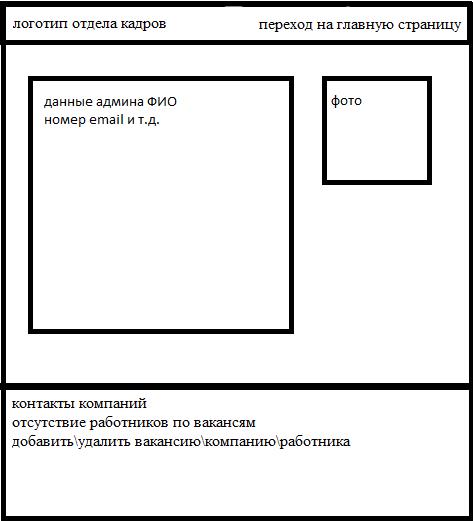 логотип отдела кадров
переход на главную страницу
данные админа ФИО
номер email и т.д.
фото
контакты компаний
отсутствие работников по вакансям
добавить\удалить вакансию\компанию\работника